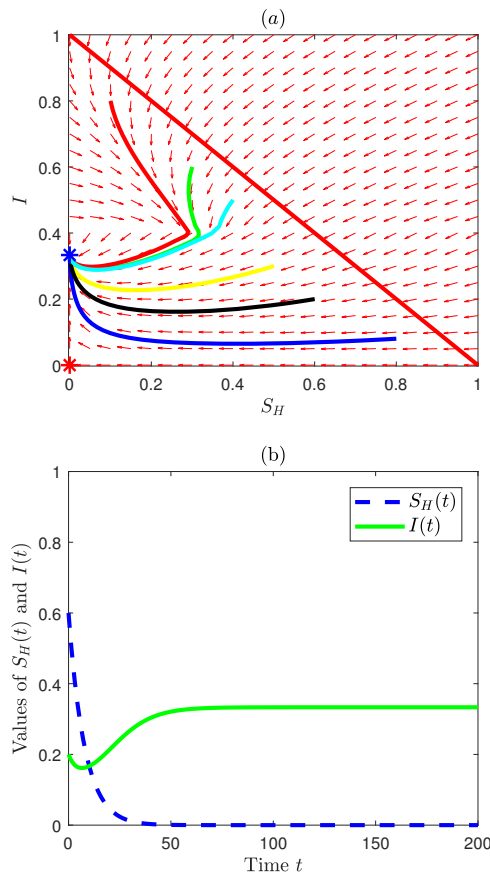 (a)
1
0.8
0.6
0.4
0.2
0
I
0 0.2 0.4 0.6 0.8 1
S_H
(b)
1
0.8
0.6
0.4
0.2
0
Values of S_H(t) and I(t)
S_H(t)
I(t)
0 50 100 150 200
Time t